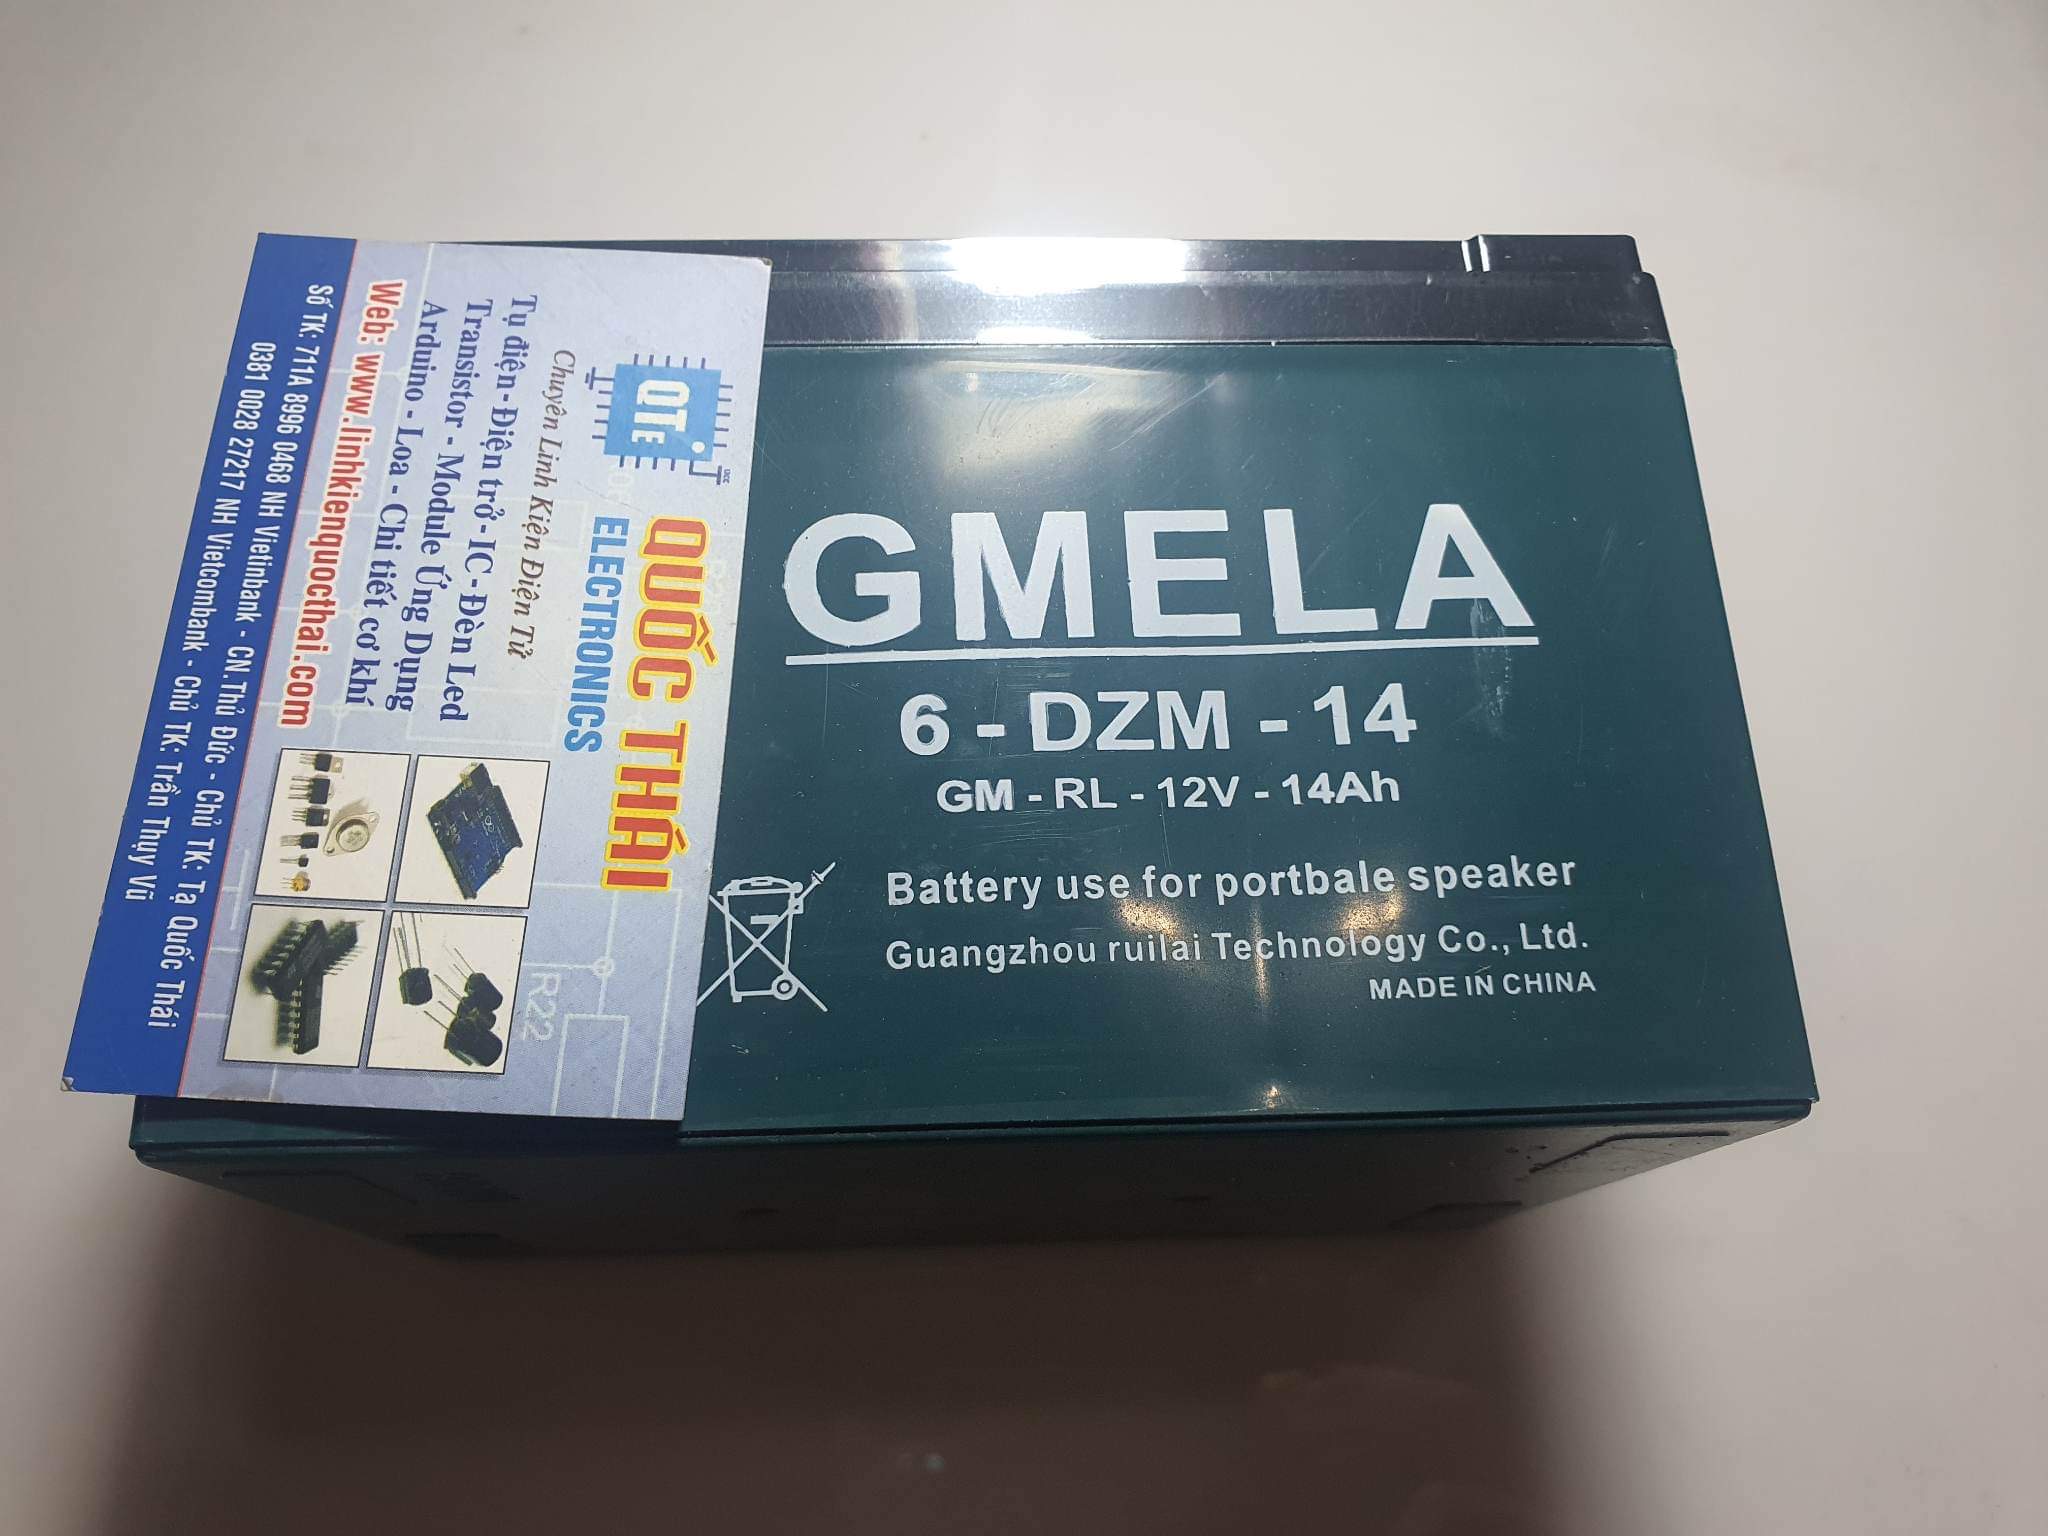 QTE
QUỐC THÁI
ELECTRONICS
Chuyên Linh Kiện Điện Tử
Tụ điện - Điện trở - IC - Đèn Led
Transistor - Module Ứng Dụng
Arduino - Loa - Chi tiết cơ khí
Web: www.linhkienquocthai.com
Số TK: 711A 8996 0468 NH Vietinbank - CN.Thủ Đức - Chủ TK: Tạ Quốc Thái
0381 0028 27217 NH Vietcombank - Chủ TK: Trần Thụy Vũ
R22
GMELA
6 - DZM - 14
GM - RL - 12V - 14Ah
Battery use for portbale speaker
Guangzhou ruilai Technology Co., Ltd.
MADE IN CHINA